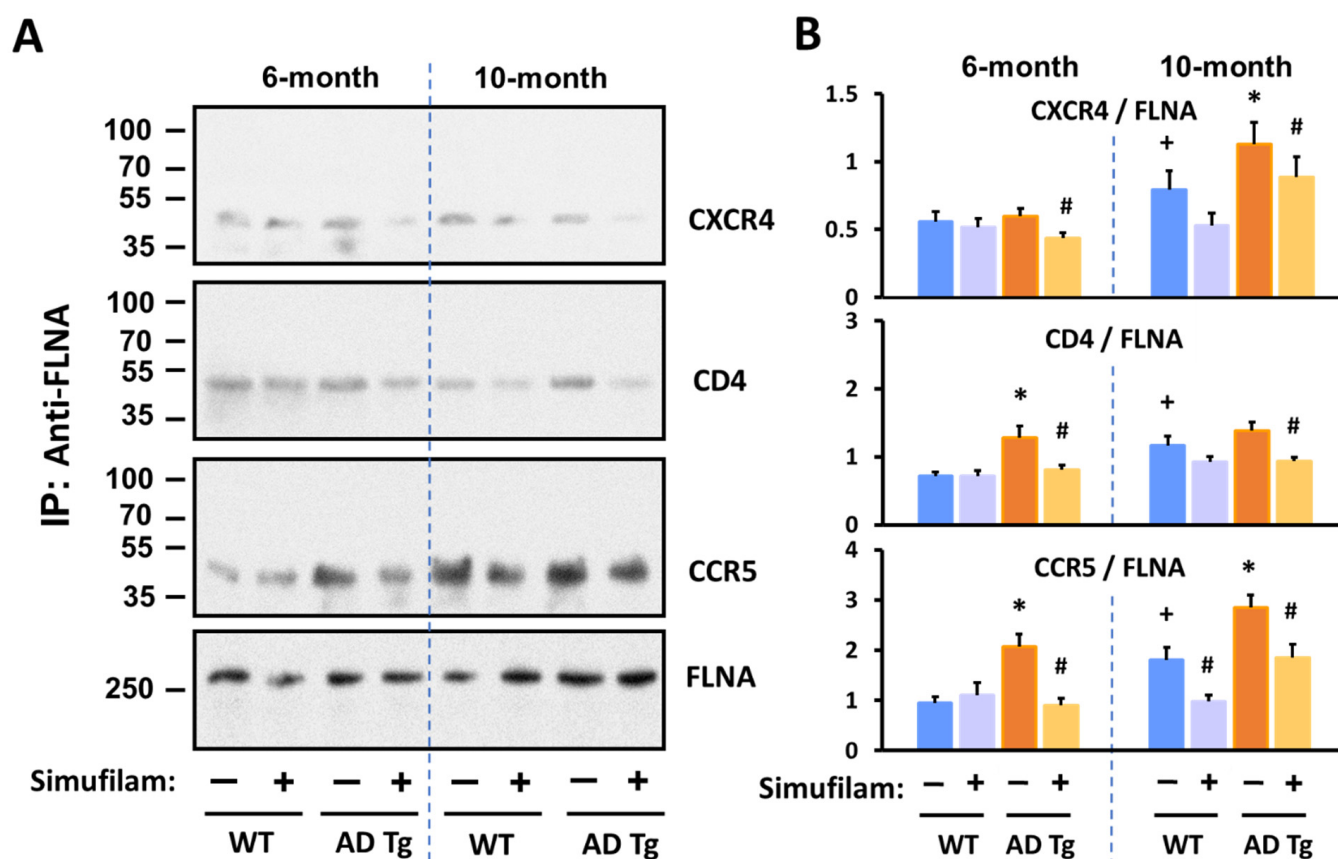 A
6-month 10-month
100 –
70 –
55 –
35 –
CXCR4
100 –
70 –
55 –
35 –
CD4
100 –
70 –
55 –
35 –
CCR5
250 –
FLNA
IP: Anti-FLNA
Simufilam: – + – + – + – +
WT AD Tg WT AD Tg
B
6-month 10-month
CXCR4 / FLNA
1.5
1
0.5
0
# + * #
CD4 / FLNA
3
2
1
0
* # + #
CCR5 / FLNA
4
3
2
1
0
* # + # * #
Simufilam: – + – + – + – +
WT AD Tg WT AD Tg